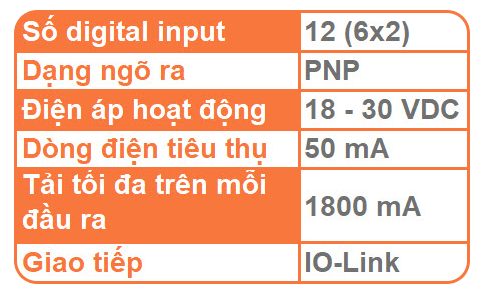 Số digital input 12 (6x2)
Dạng ngõ ra PNP
Điện áp hoạt động 18 - 30 VDC
Dòng điện tiêu thụ 50 mA
Tải tối đa trên mỗi
đầu ra 1800 mA
Giao tiếp IO-Link